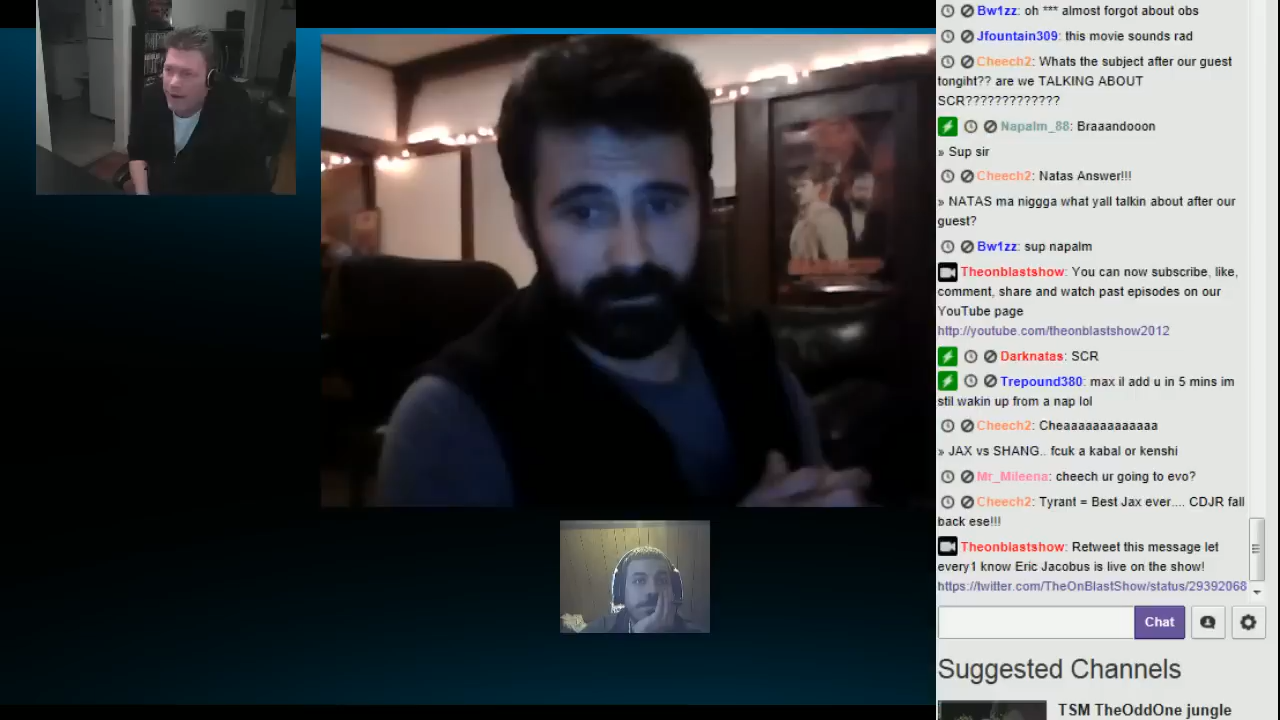 Bw1zz: oh *** almost forgot about obs
Jfountain309: this movie sounds rad
Cheech2: Whats the subject after our guest
tongiht?? are we TALKING ABOUT
SCR?????????????
Napalm_88: Braaandooon
» Sup sir
Cheech2: Natas Answer!!!
» NATAS ma niggga what yall talkin about after our
guest?
Bw1zz: sup napalm
Theonblastshow: You can now subscribe, like,
comment, share and watch past episodes on our
YouTube page
http://youtube.com/theonblastshow2012
Darknatas: SCR
Trepound380: max il add u in 5 mins im
stil wakin up from a nap lol
Cheech2: Cheaaaaaaaaaaaaa
» JAX vs SHANG.. fcuk a kabal or kenshi
Mr_Mileena: cheech ur going to evo?
Cheech2: Tyrant = Best Jax ever.... CDJR fall
back ese!!!
Theonblastshow: Retweet this message let
every1 know Eric Jacobus is live on the show!
https://twitter.com/TheOnBlastShow/status/29392068
Chat
Suggested Channels
TSM TheOddOne jungle